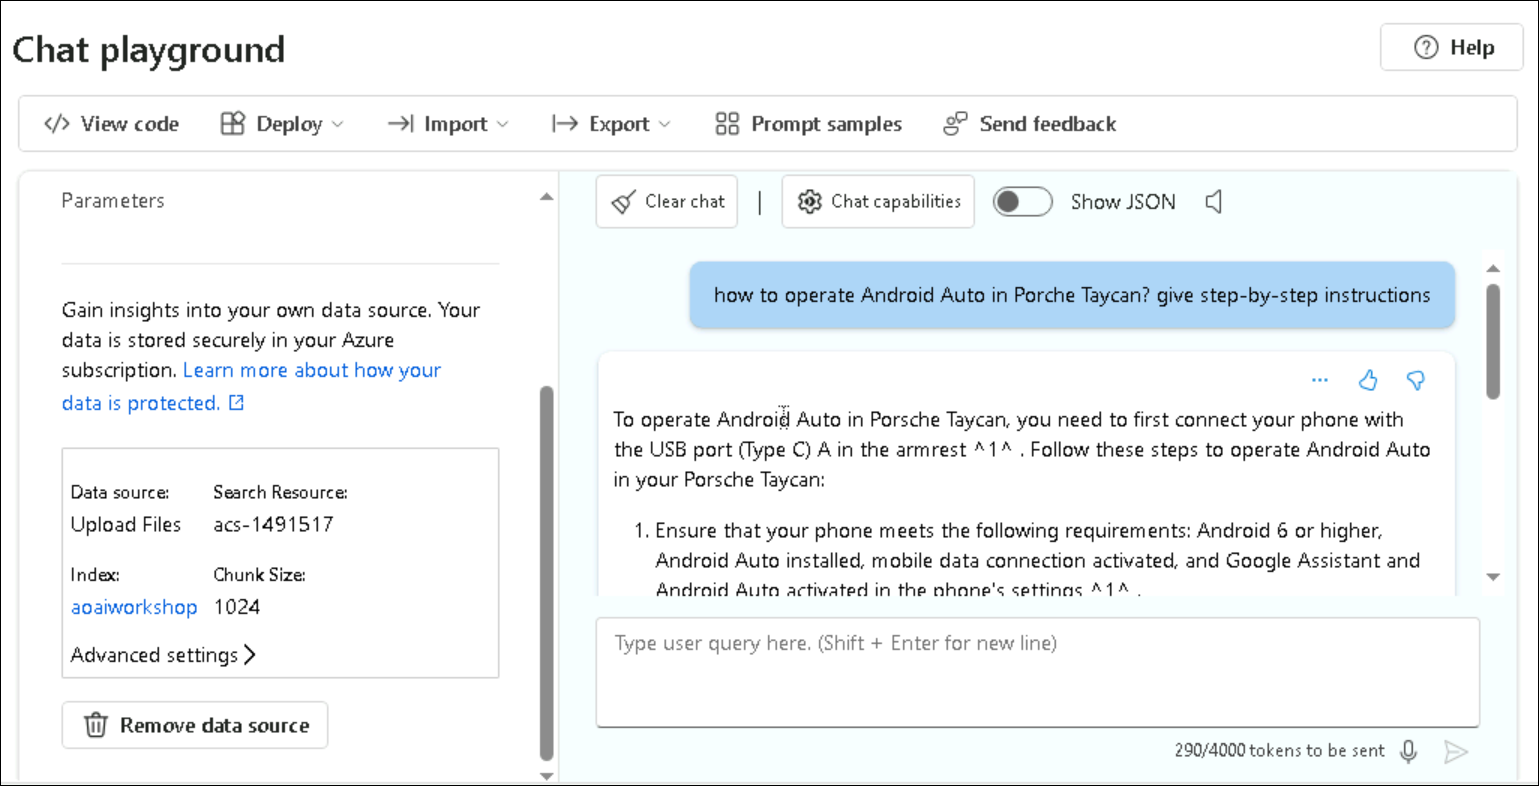 Chat playground
Help
View code
Deploy
Import
Export
Prompt samples
Send feedback
Parameters
Gain insights into your own data source. Your
data is stored securely in your Azure
subscription. Learn more about how your
data is protected.
Data source: Search Resource:
Upload Files acs-1491517
Index: Chunk Size:
aoaiworkshop 1024
Advanced settings
Remove data source
Clear chat
Chat capabilities
Show JSON
how to operate Android Auto in Porche Taycan? give step-by-step instructions
To operate Android Auto in Porsche Taycan, you need to first connect your phone with
the USB port (Type C) A in the armrest ^1^ . Follow these steps to operate Android Auto
in your Porsche Taycan:
1. Ensure that your phone meets the following requirements: Android 6 or higher,
Android Auto installed, mobile data connection activated, and Google Assistant and
Android Auto activated in the phone's settings ^1^ .
Type user query here. (Shift + Enter for new line)
290/4000 tokens to be sent